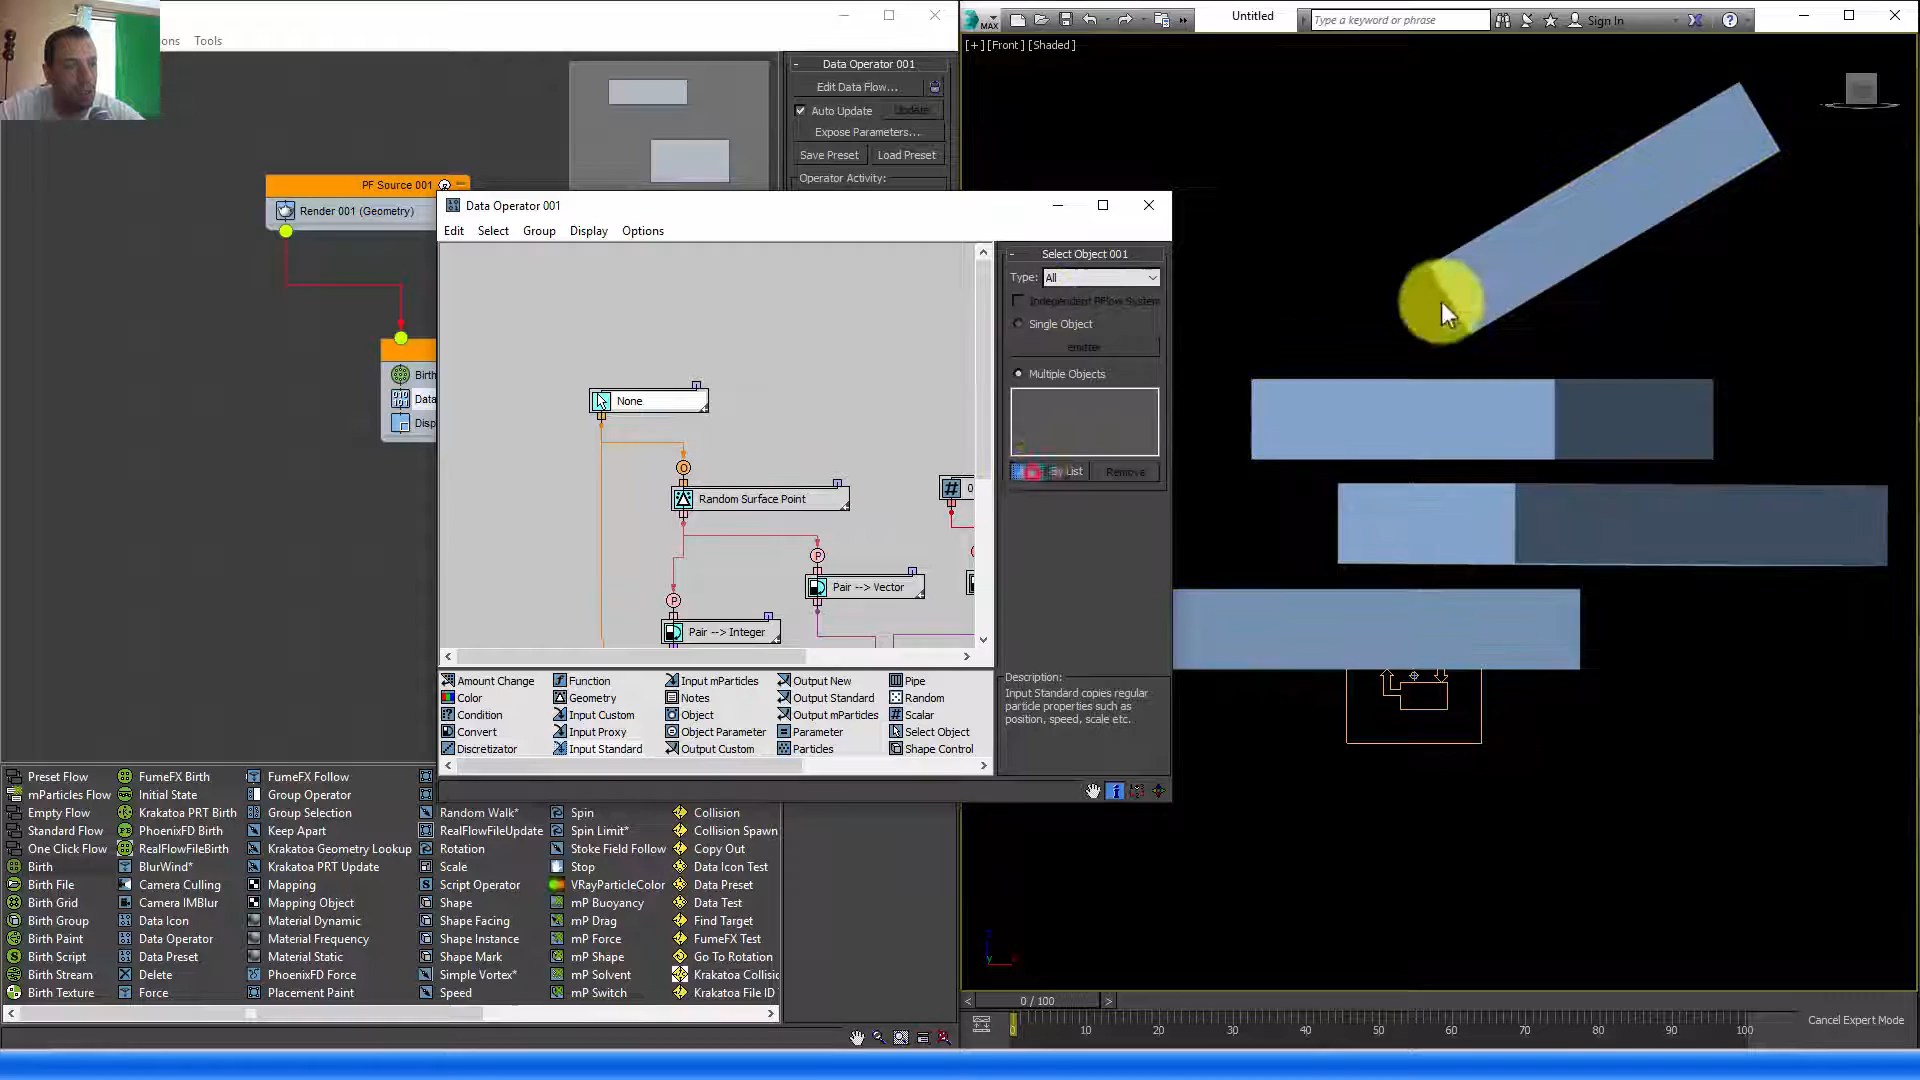 ons Tools
PF Source 001
Render 001 (Geometry)
Birth
Data
Disp
Data Operator 001
Edit Data Flow...
Auto Update Update
Expose Parameters...
Save Preset Load Preset
Operator Activity:
Untitled
Type a keyword or phrase
Sign In
MAX
[+] [Front] [Shaded]
Data Operator 001
Edit Select Group Display Options
None
Random Surface Point
Pair --> Vector
Pair --> Integer
0
Select Object 001
Type: All
Independent PFlow System
Single Object
emitter
Multiple Objects
By List Remove
Description:
Input Standard copies regular
particle properties such as
position, speed, scale etc.
Amount Change Function Input mParticles Output New Pipe
Color Geometry Notes Output Standard Random
Condition Input Custom Object Output mParticles Scalar
Convert Input Proxy Object Parameter Parameter Select Object
Discretizator Input Standard Output Custom Particles Shape Control
Preset Flow FumeFX Birth FumeFX Follow
mParticles Flow Initial State Group Operator
Empty Flow Krakatoa PRT Birth Group Selection Random Walk* Spin Collision
Standard Flow PhoenixFD Birth Keep Apart RealFlowFileUpdate Spin Limit* Collision Spawn
One Click Flow RealFlowFileBirth Krakatoa Geometry Lookup Rotation Stoke Field Follow Copy Out
Birth BlurWind* Krakatoa PRT Update Scale Stop Data Icon Test
Birth File Camera Culling Mapping Script Operator VRayParticleColor Data Preset
Birth Grid Camera IMBlur Mapping Object Shape mP Buoyancy Data Test
Birth Group Data Icon Material Dynamic Shape Facing mP Drag Find Target
Birth Paint Data Operator Material Frequency Shape Instance mP Force FumeFX Test
Birth Script Data Preset Material Static Shape Mark mP Shape Go To Rotation
Birth Stream Delete PhoenixFD Force Simple Vortex* mP Solvent Krakatoa Collisio
Birth Texture Force Placement Paint Speed mP Switch Krakatoa File ID
0 / 100
0 10 20 30 40 50 60 70 80 90 100
Cancel Expert Mode